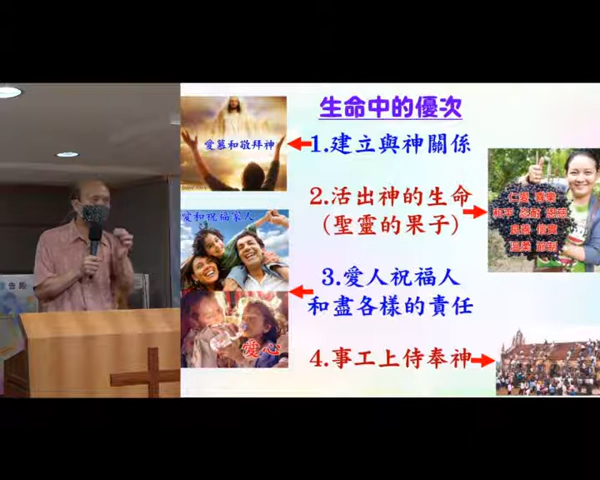 生命中的優次
愛慕和敬拜神
1.建立與神關係
2.活出神的生命
(聖靈的果子)
仁愛 喜樂
和平 忍耐 恩慈
良善 信實
溫柔 節制
愛和祝福家人
3.愛人祝福人
和盡各樣的責任
愛心
4.事工上侍奉神